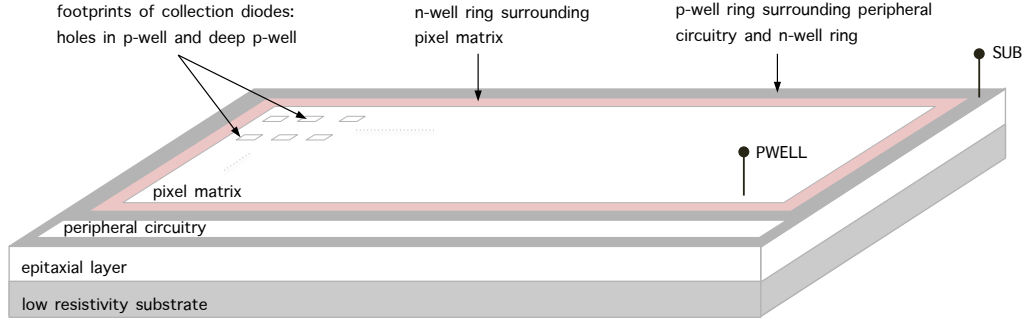 footprints of collection diodes:
holes in p-well and deep p-well
n-well ring surrounding
pixel matrix
p-well ring surrounding peripheral
circuitry and n-well ring
SUB
PWELL
pixel matrix
peripheral circuitry
epitaxial layer
low resistivity substrate